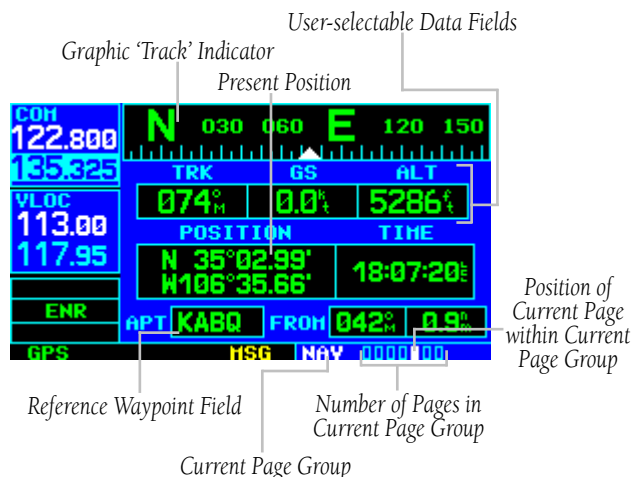 User-selectable Data Fields
Graphic ‘Track’ Indicator
Present Position
COM
122.800
135.325
N 030 060 E 120 150
TRK GS ALT
074°M 0.0kt 5286ft
VLOC
113.00
117.95
POSITION TIME
N 35°02.99'
W106°35.66'
18:07:20
ENR
APT KABQ FROM 042°M 0.9nm
GPS MSG NAV
Position of
Current Page
within Current
Page Group
Reference Waypoint Field
Number of Pages in
Current Page Group
Current Page Group